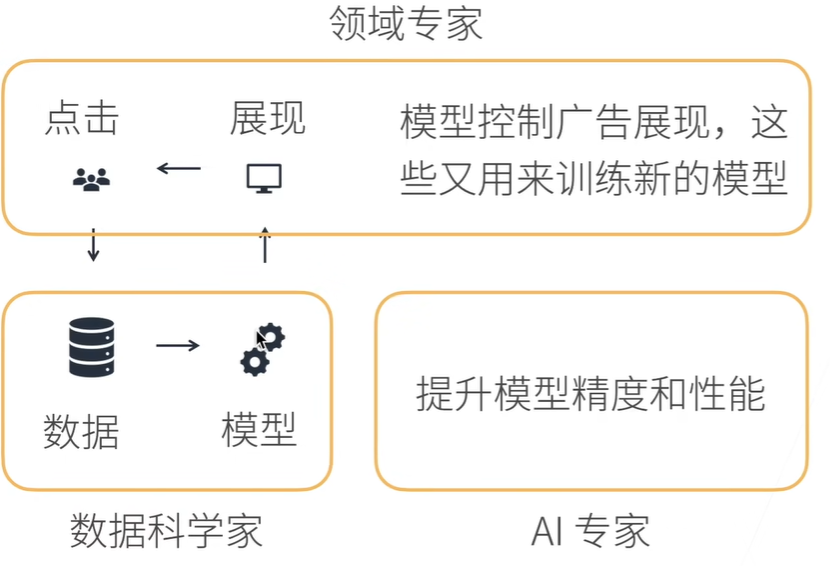 领域专家
点击
展现
模型控制广告展现，这
些又用来训练新的模型
数据
模型
提升模型精度和性能
数据科学家
AI 专家